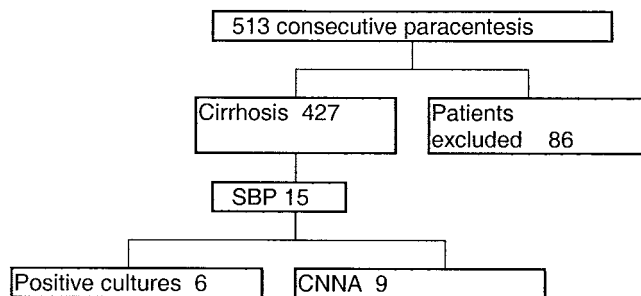 513 consecutive paracentesis
Cirrhosis 427
Patients
excluded 86
SBP 15
Positive cultures 6
CNNA 9